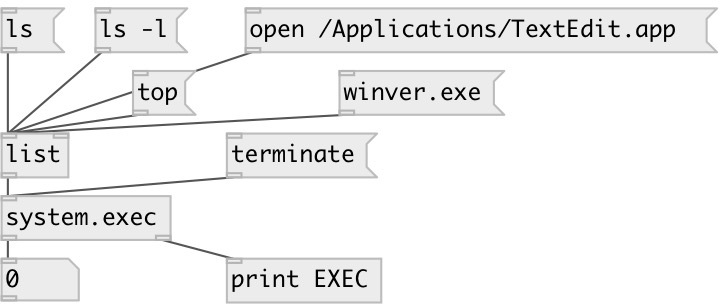 ls
ls -l
open /Applications/TextEdit.app
top
winver.exe
list
terminate
system.exec
0
print EXEC